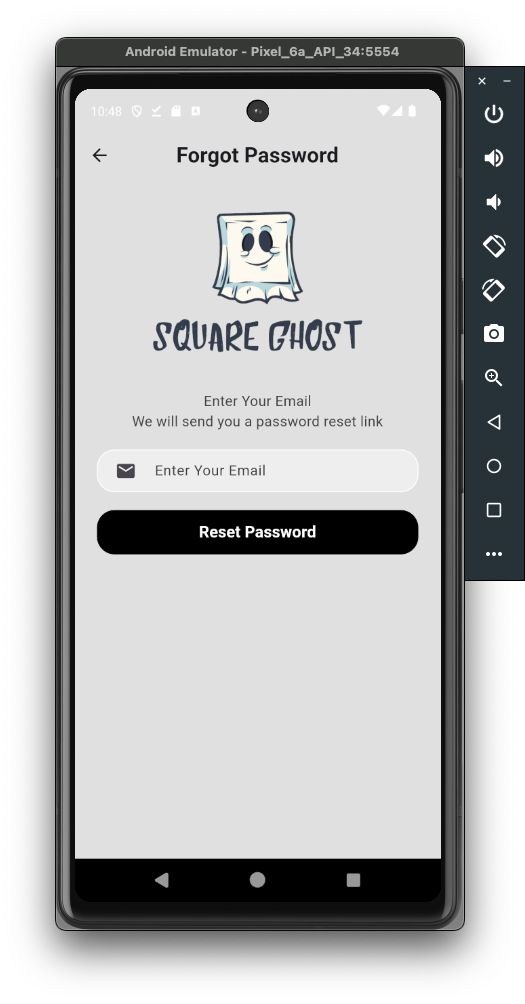 Android Emulator - Pixel_6a_API_34:5554
10:48
Forgot Password
SQUARE GHOST
Enter Your Email
We will send you a password reset link
Enter Your Email
Reset Password